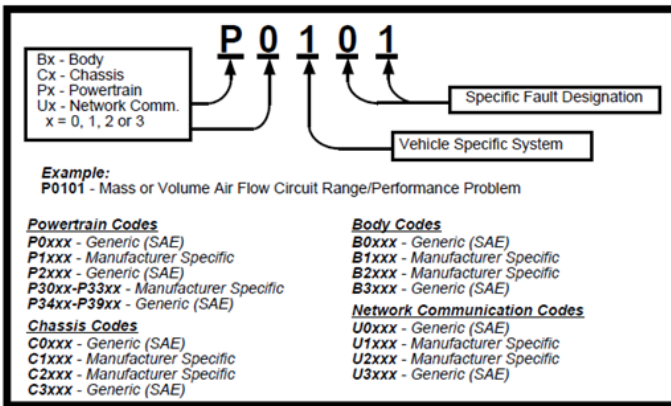 P 0 1 0 1
Bx - Body
Cx - Chassis
Px - Powertrain
Ux - Network Comm.
x = 0, 1, 2 or 3
Specific Fault Designation
Vehicle Specific System
Example:
P0101 - Mass or Volume Air Flow Circuit Range/Performance Problem
Powertrain Codes
P0xxx - Generic (SAE)
P1xxx - Manufacturer Specific
P2xxx - Generic (SAE)
P30xx-P33xx - Manufacturer Specific
P34xx-P39xx - Generic (SAE)
Chassis Codes
C0xxx - Generic (SAE)
C1xxx - Manufacturer Specific
C2xxx - Manufacturer Specific
C3xxx - Generic (SAE)
Body Codes
B0xxx - Generic (SAE)
B1xxx - Manufacturer Specific
B2xxx - Manufacturer Specific
B3xxx - Generic (SAE)
Network Communication Codes
U0xxx - Generic (SAE)
U1xxx - Manufacturer Specific
U2xxx - Manufacturer Specific
U3xxx - Generic (SAE)